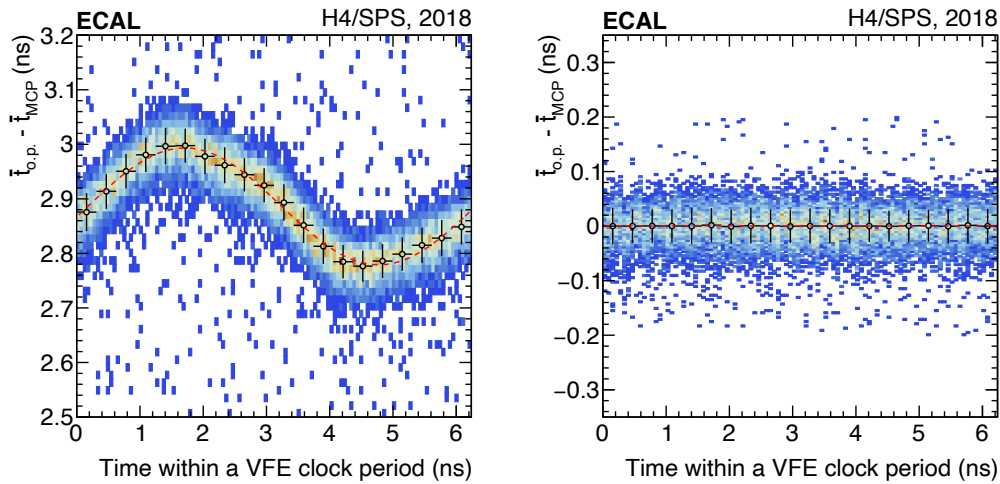 ECAL H4/SPS, 2018
t̄o.p. - t̄MCP (ns)
3.2
3.1
3.0
2.9
2.8
2.7
2.6
2.5
0 1 2 3 4 5 6
Time within a VFE clock period (ns)
ECAL H4/SPS, 2018
t̄o.p. - t̄MCP (ns)
0.3
0.2
0.1
0
−0.1
−0.2
−0.3
0 1 2 3 4 5 6
Time within a VFE clock period (ns)